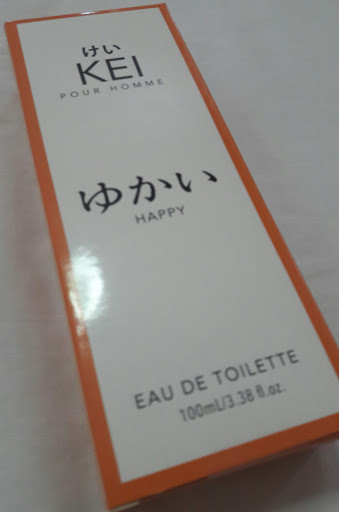 けい
KEI
POUR HOMME
ゆかい
HAPPY
EAU DE TOILETTE
100mL/3.38 fl.oz.